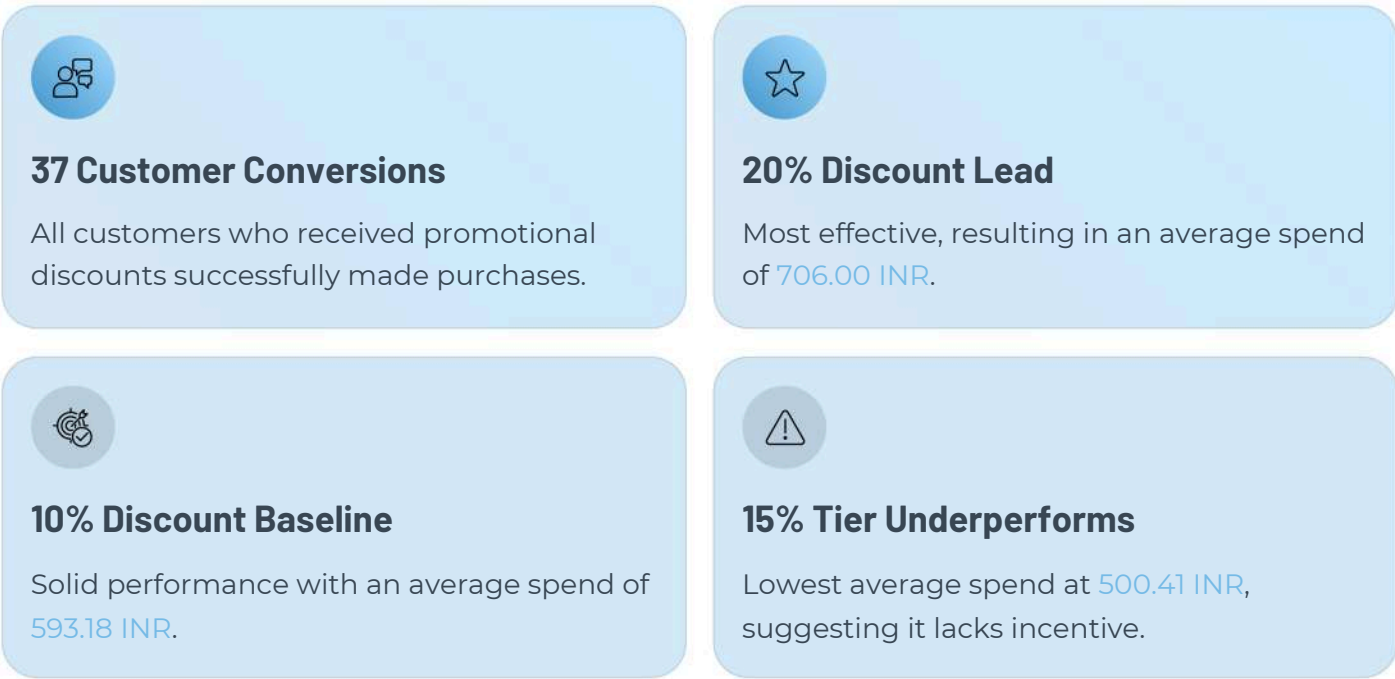 37 Customer Conversions
All customers who received promotional
discounts successfully made purchases.
20% Discount Lead
Most effective, resulting in an average spend
of 706.00 INR.
10% Discount Baseline
Solid performance with an average spend of
593.18 INR.
15% Tier Underperforms
Lowest average spend at 500.41 INR,
suggesting it lacks incentive.